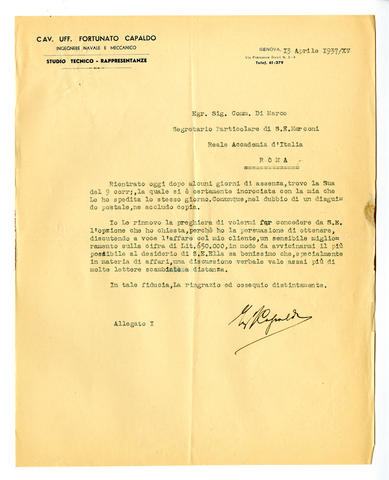 CAV. UFF. FORTUNATO CAPALDO
INGEGNERE NAVALE E MECCANICO
STUDIO TECNICO - RAPPRESENTANZE
GENOVA, 13 Aprile 1937/XV
Telef. 41-279
Egr. Sig. Comm. Di Marco
Segretario Particolare di S.E.Marconi
Reale Accademia d'Italia
ROMA
Rientrato oggi dopo alcuni giorni di assenza, trovo la Sua
del 9 corr; la quale si è certamente incrociata con la mia che
Le ho spedita lo stesso giorno. Comunque, nel dubbio di un disgui
do postale, ne accludo copia.
Io Le rinnovo la preghiera di volermi far concedere da S.E.
l'opzione che ho chiesta, perchè ho la persuasione di ottenere,
discutendo a voce l'affare col mio cliente, un sensibile miglio
ramento sulla cifra di Lit.650,000, in modo da avvicinarci il più
possibile al desiderio di S.E. Ella sa benissimo che, specialmente
in materia di affari, una discussione verbale vale assai più di
molte lettere scambiate a distanza.
In tale fiducia, La ringrazio ed ossequio distintamente.
Allegato I
Capaldo